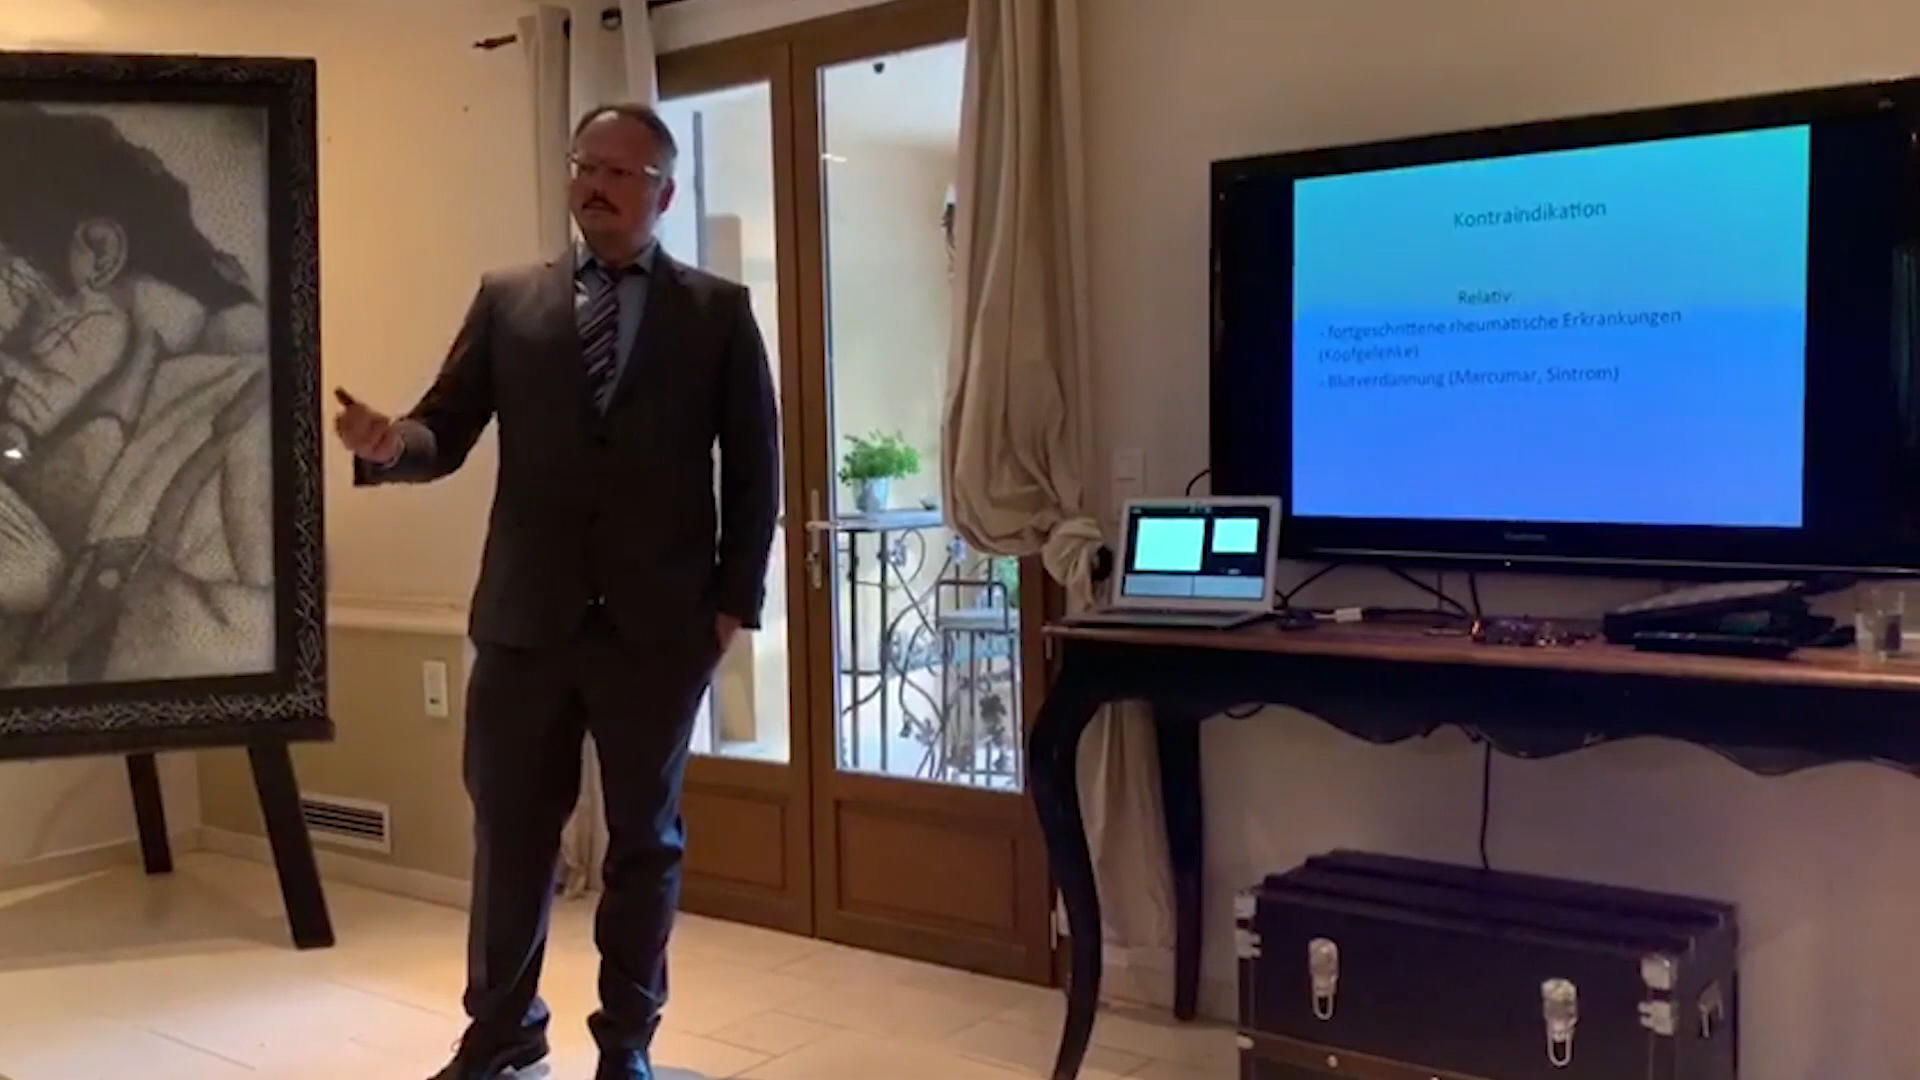 Kontraindikation
Relativ:
- fortgeschrittene rheumatische Erkrankungen
(Kopfgelenke)
- Blutverdünnung (Marcumar, Sintrom)